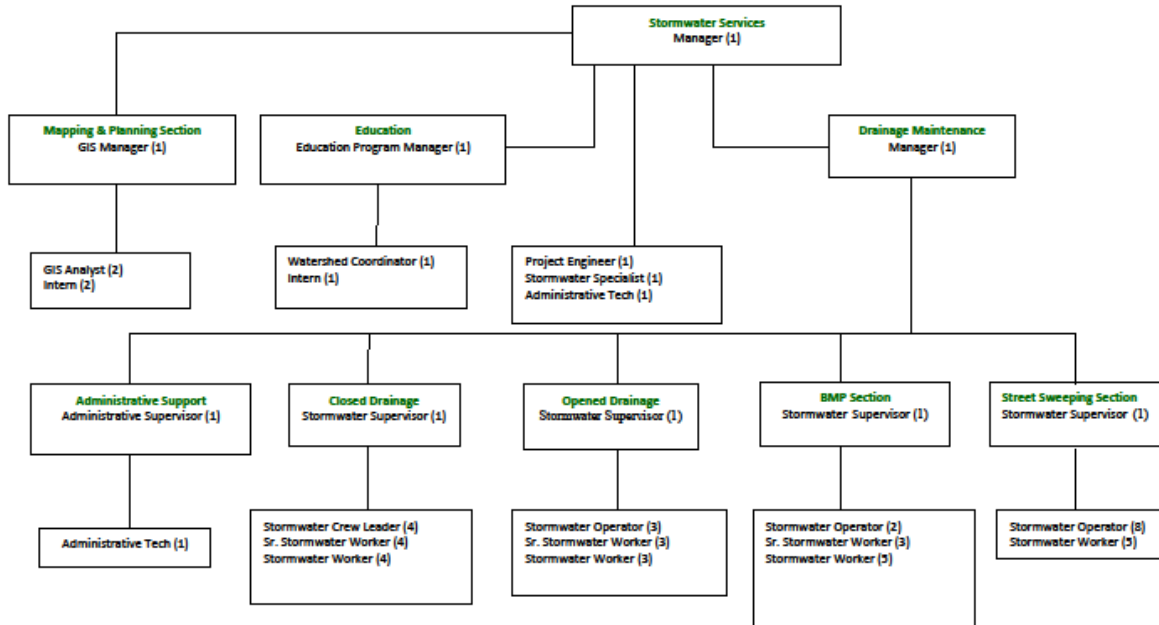 Stormwater Services
Manager (1)
Mapping & Planning Section
GIS Manager (1)
Education
Education Program Manager (1)
Drainage Maintenance
Manager (1)
GIS Analyst (2)
Intern (2)
Watershed Coordinator (1)
Intern (1)
Project Engineer (1)
Stormwater Specialist (1)
Administrative Tech (1)
Administrative Support
Administrative Supervisor (1)
Closed Drainage
Stormwater Supervisor (1)
Opened Drainage
Stormwater Supervisor (1)
BMP Section
Stormwater Supervisor (1)
Street Sweeping Section
Stormwater Supervisor (1)
Administrative Tech (1)
Stormwater Crew Leader (4)
Sr. Stormwater Worker (4)
Stormwater Worker (4)
Stormwater Operator (3)
Sr. Stormwater Worker (3)
Stormwater Worker (3)
Stormwater Operator (2)
Sr. Stormwater Worker (3)
Stormwater Worker (5)
Stormwater Operator (8)
Stormwater Worker (5)